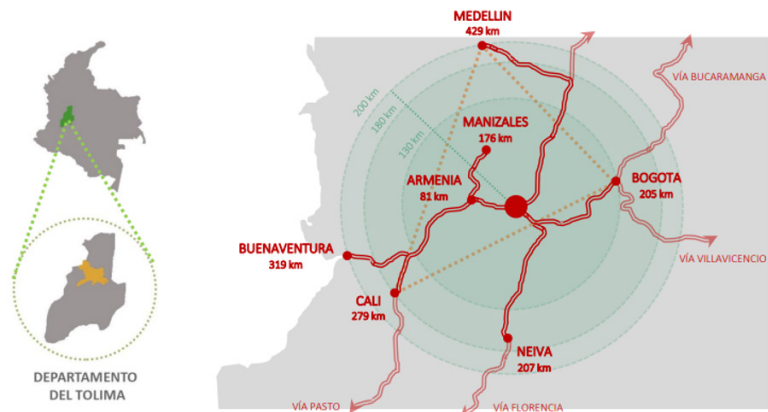 MEDELLIN
429 km
VÍA BUCARAMANGA
200 km
180 km
130 km
MANIZALES
176 km
ARMENIA
81 km
BOGOTA
205 km
BUENAVENTURA
319 km
VÍA VILLAVICENCIO
CALI
279 km
NEIVA
207 km
DEPARTAMENTO
DEL TOLIMA
VÍA PASTO
VÍA FLORENCIA